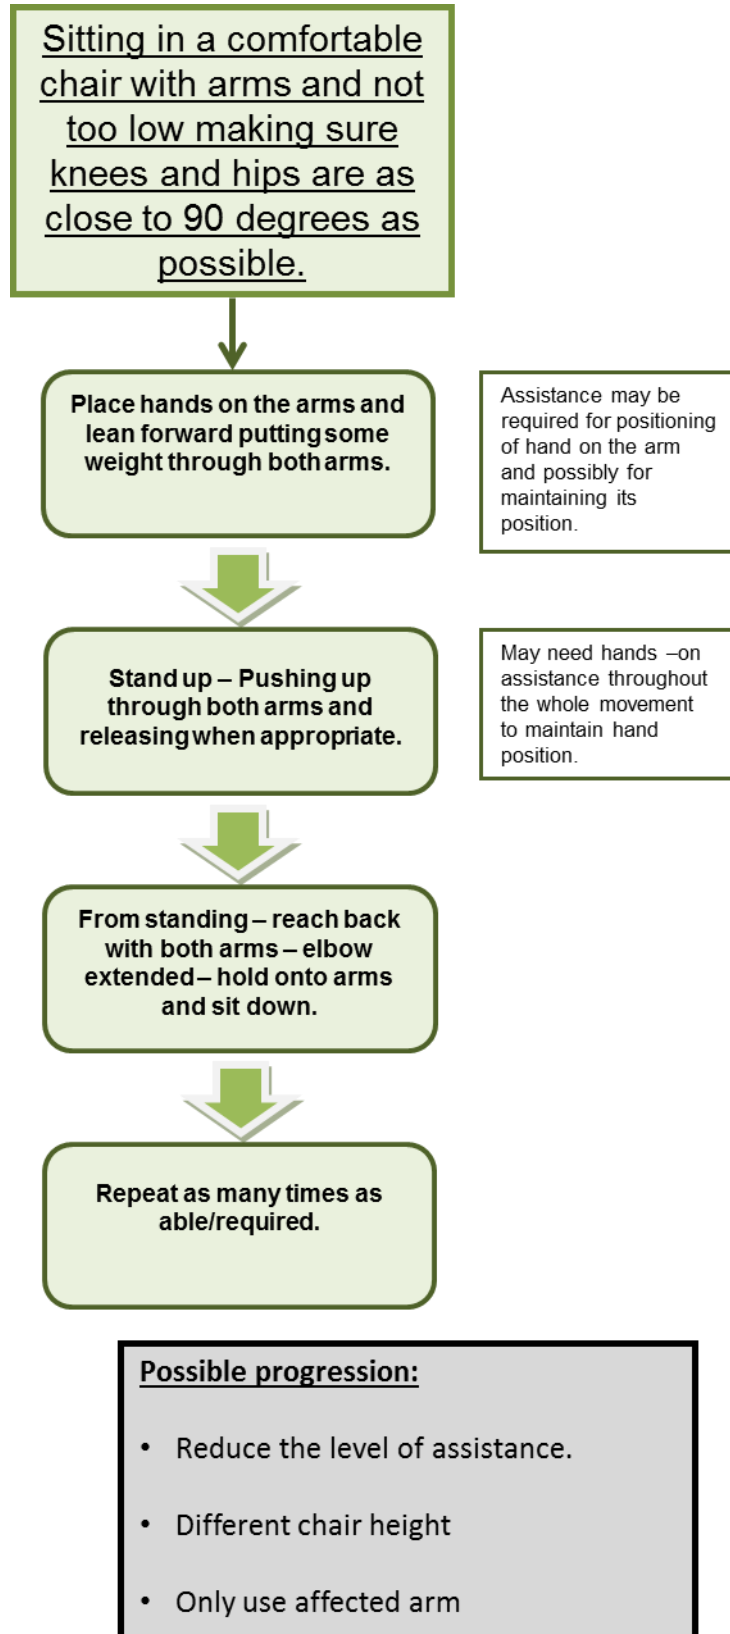 Sitting in a comfortable
chair with arms and not
too low making sure
knees and hips are as
close to 90 degrees as
possible.
Place hands on the arms and
lean forward putting some
weight through both arms.
Assistance may be
required for positioning
of hand on the arm
and possibly for
maintaining its
position.
Stand up – Pushing up
through both arms and
releasing when appropriate.
May need hands –on
assistance throughout
the whole movement
to maintain hand
position.
From standing – reach back
with both arms – elbow
extended – hold onto arms
and sit down.
Repeat as many times as
able/required.
Possible progression:
• Reduce the level of assistance.
• Different chair height
• Only use affected arm